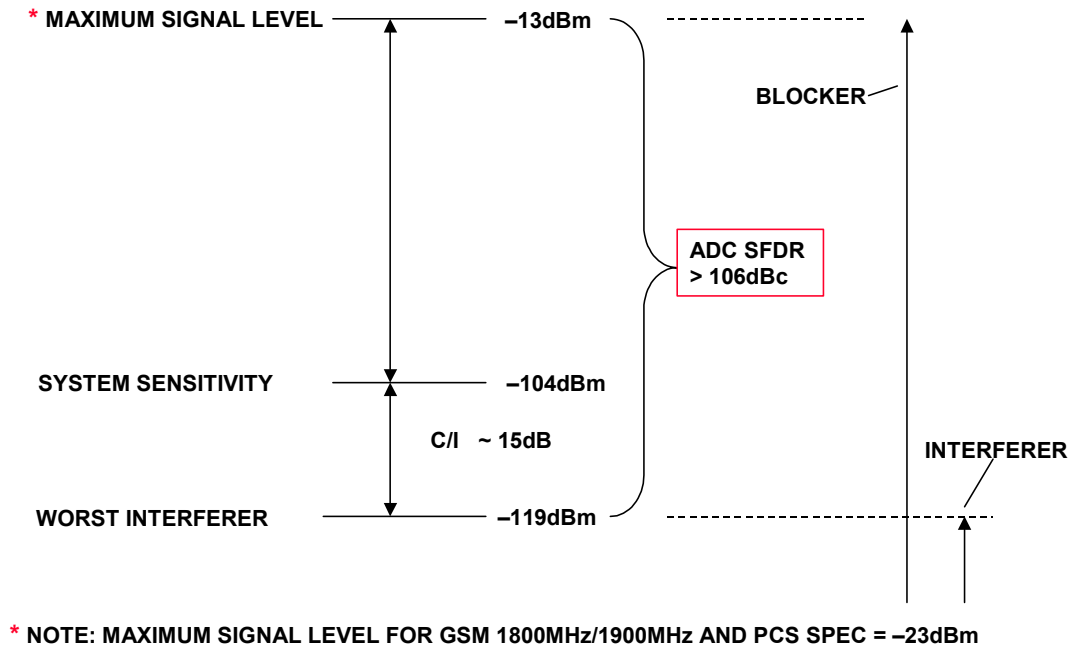 * MAXIMUM SIGNAL LEVEL
–13dBm
BLOCKER
ADC SFDR
> 106dBc
SYSTEM SENSITIVITY
–104dBm
C/I ~ 15dB
INTERFERER
WORST INTERFERER
–119dBm
* NOTE: MAXIMUM SIGNAL LEVEL FOR GSM 1800MHz/1900MHz AND PCS SPEC = –23dBm